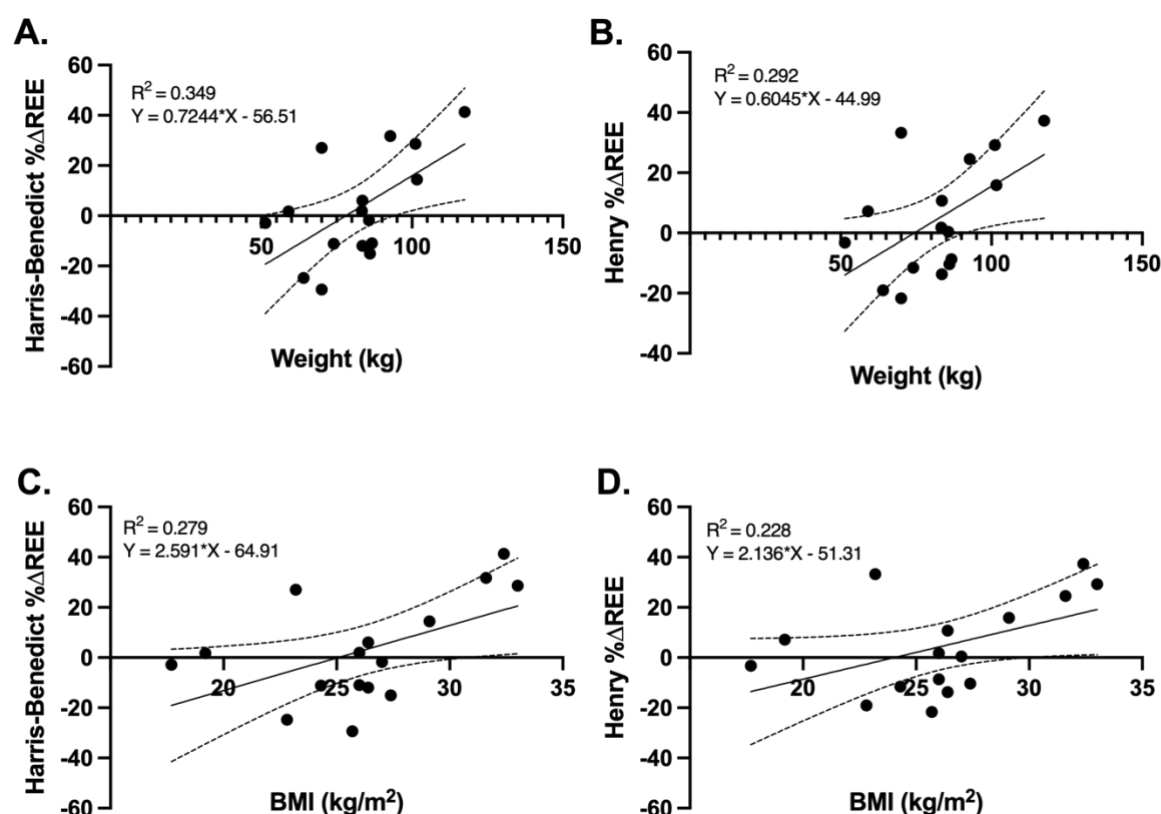 A.
B.
Harris-Benedict %ΔREE
60
40
20
0
-20
-40
-60
R² = 0.349
Y = 0.7244*X - 56.51
50
100
150
Weight (kg)
Henry %ΔREE
60
40
20
0
-20
-40
R² = 0.292
Y = 0.6045*X - 44.99
50
100
150
Weight (kg)
C.
D.
Harris-Benedict %ΔREE
60
40
20
0
-20
-40
-60
R² = 0.279
Y = 2.591*X - 64.91
20
25
30
35
BMI (kg/m²)
Henry %ΔREE
60
40
20
0
-20
-40
-60
R² = 0.228
Y = 2.136*X - 51.31
20
25
30
35
BMI (kg/m²)